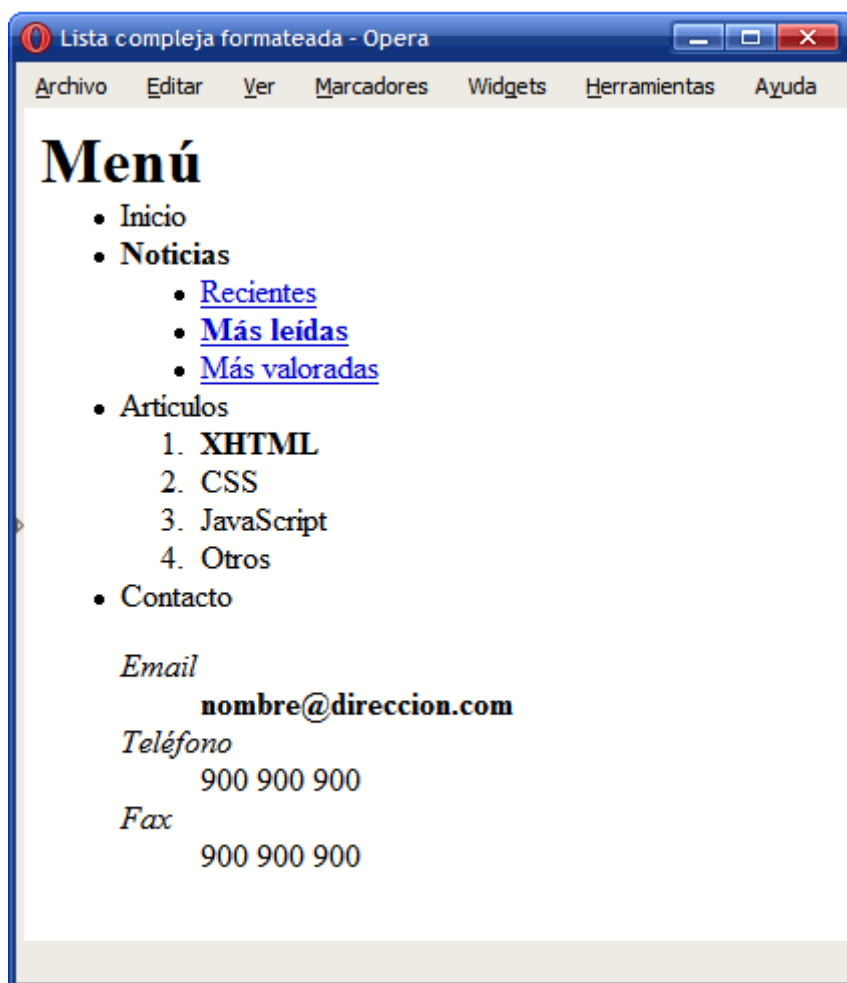 Lista compleja formateada - Opera
Archivo Editar Ver Marcadores Widgets Herramientas Ayuda
Menú
• Inicio
• Noticias
• Recientes
• Más leídas
• Más valoradas
• Artículos
1. XHTML
2. CSS
3. JavaScript
4. Otros
• Contacto
Email
nombre@direccion.com
Teléfono
900 900 900
Fax
900 900 900